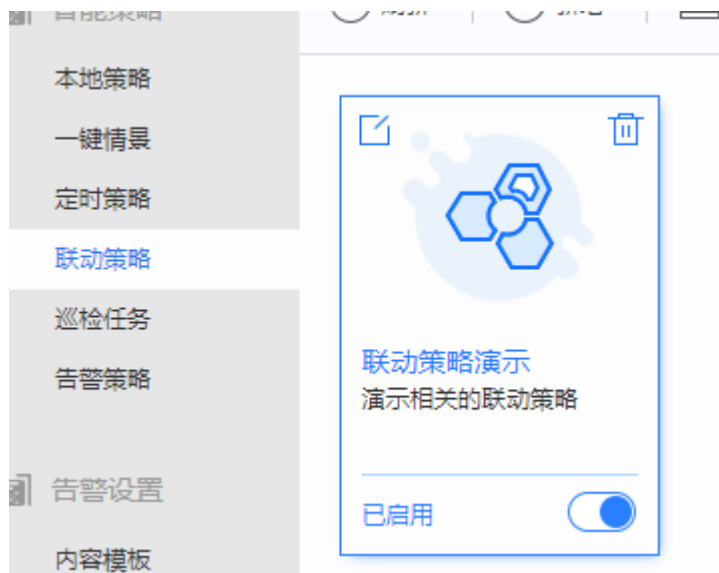 本地策略
一键情景
定时策略
联动策略
巡检任务
告警策略
告警设置
内容模板
联动策略演示
演示相关的联动策略
已启用